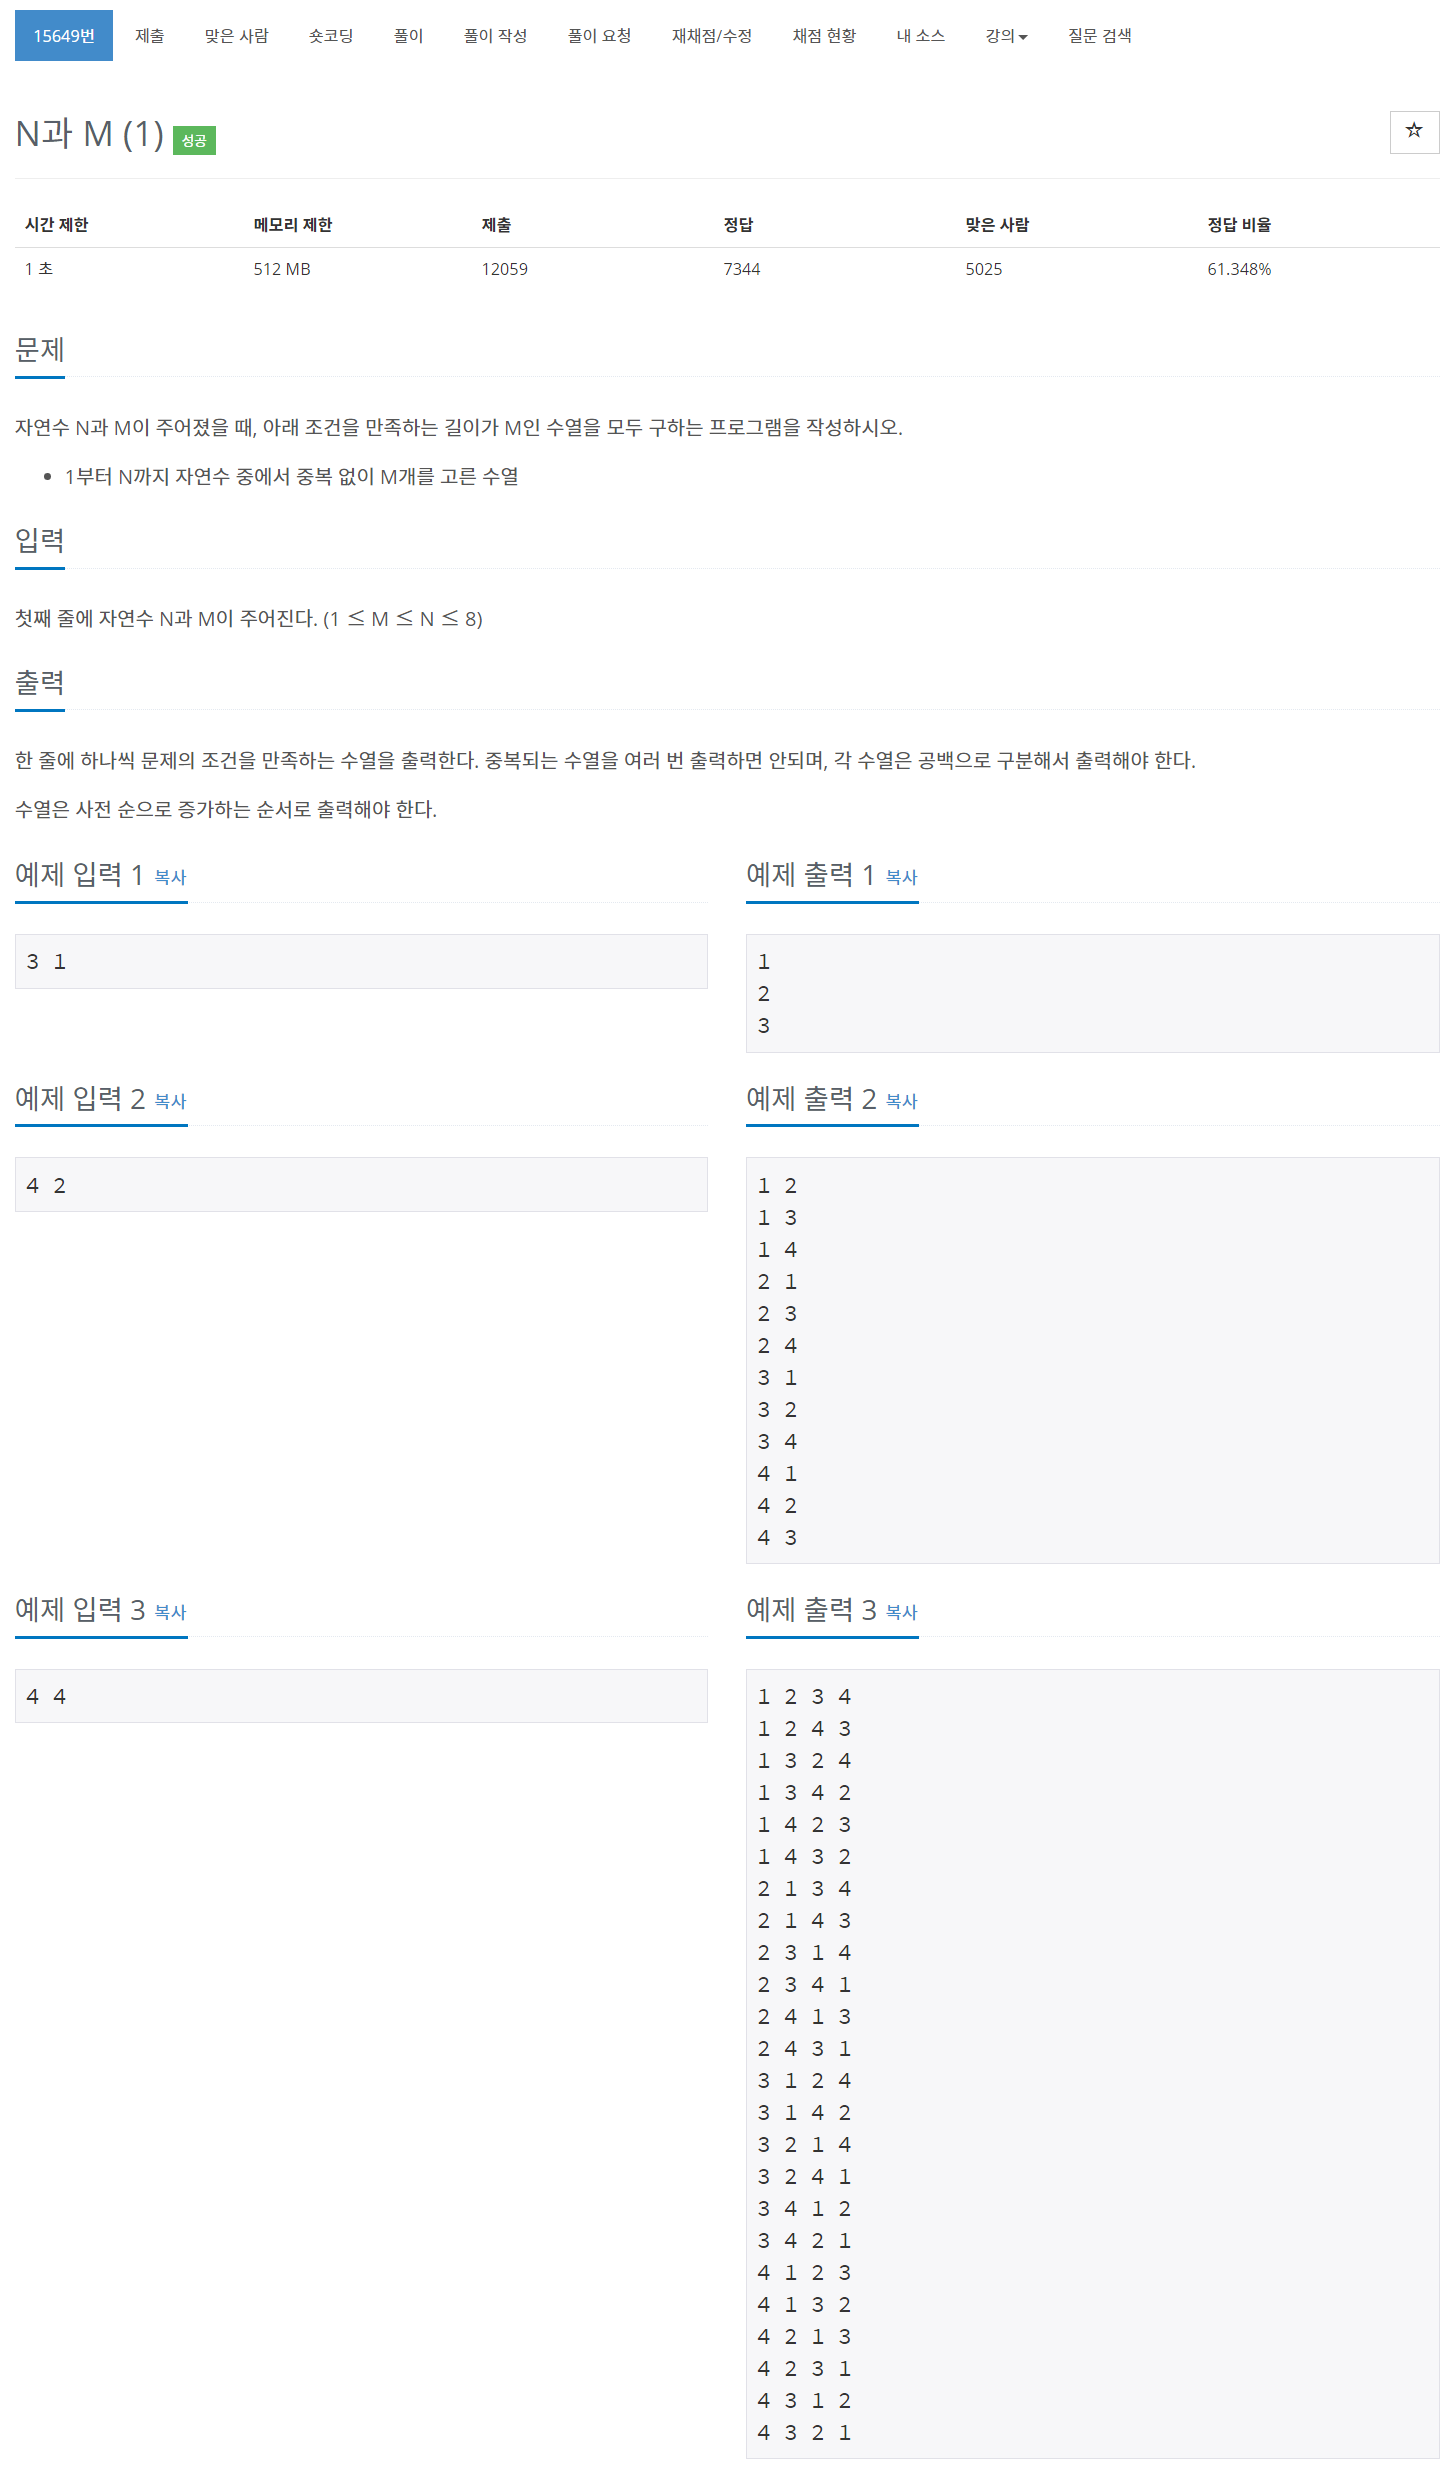 15649번 제출 맞은 사람 숏코딩 풀이 풀이 작성 풀이 요청 재채점/수정 채점 현황 내 소스 강의 질문 검색
N과 M (1) 성공
시간 제한 메모리 제한 제출 정답 맞은 사람 정답 비율
1 초 512 MB 12059 7344 5025 61.348%
문제
자연수 N과 M이 주어졌을 때, 아래 조건을 만족하는 길이가 M인 수열을 모두 구하는 프로그램을 작성하시오.
• 1부터 N까지 자연수 중에서 중복 없이 M개를 고른 수열
입력
첫째 줄에 자연수 N과 M이 주어진다. (1 ≤ M ≤ N ≤ 8)
출력
한 줄에 하나씩 문제의 조건을 만족하는 수열을 출력한다. 중복되는 수열을 여러 번 출력하면 안되며, 각 수열은 공백으로 구분해서 출력해야 한다.
수열은 사전 순으로 증가하는 순서로 출력해야 한다.
예제 입력 1 복사
3 1
예제 출력 1 복사
1
2
3
예제 입력 2 복사
4 2
예제 출력 2 복사
1 2
1 3
1 4
2 1
2 3
2 4
3 1
3 2
3 4
4 1
4 2
4 3
예제 입력 3 복사
4 4
예제 출력 3 복사
1 2 3 4
1 2 4 3
1 3 2 4
1 3 4 2
1 4 2 3
1 4 3 2
2 1 3 4
2 1 4 3
2 3 1 4
2 3 4 1
2 4 1 3
2 4 3 1
3 1 2 4
3 1 4 2
3 2 1 4
3 2 4 1
3 4 1 2
3 4 2 1
4 1 2 3
4 1 3 2
4 2 1 3
4 2 3 1
4 3 1 2
4 3 2 1